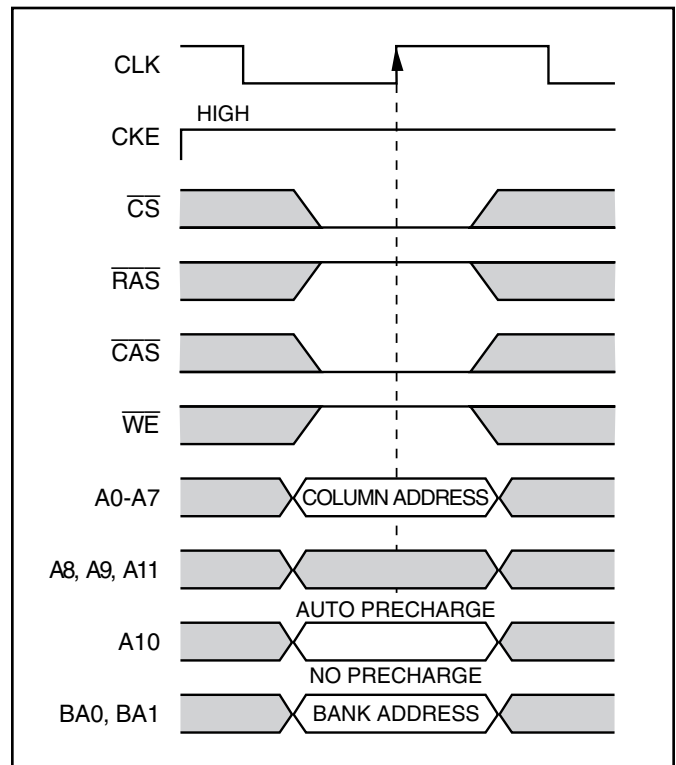 CLK
HIGH
CKE
CS
RAS
CAS
WE
A0-A7 COLUMN ADDRESS
A8, A9, A11
AUTO PRECHARGE
A10
NO PRECHARGE
BA0, BA1 BANK ADDRESS